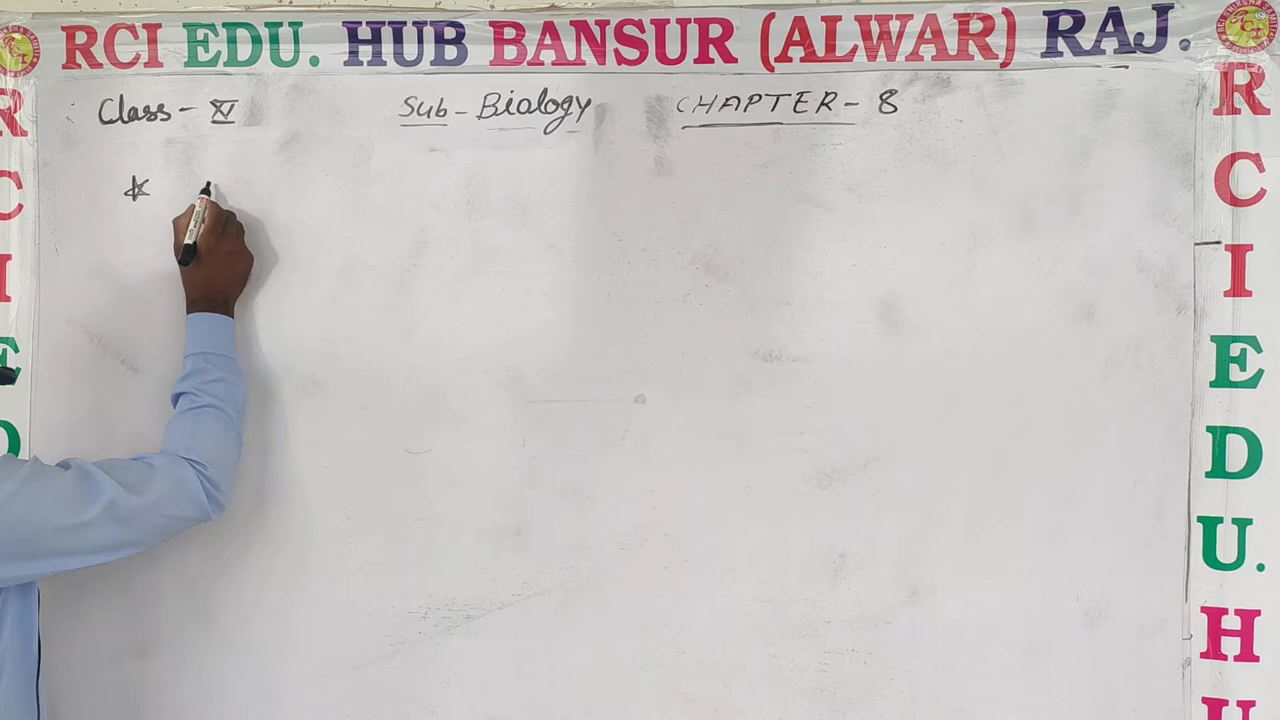 RCI EDU. HUB BANSUR (ALWAR) RAJ.
Class - XI
Sub - Biology
CHAPTER - 8
R
C
I
E
D
R
C
I
E
D
U.
H
U